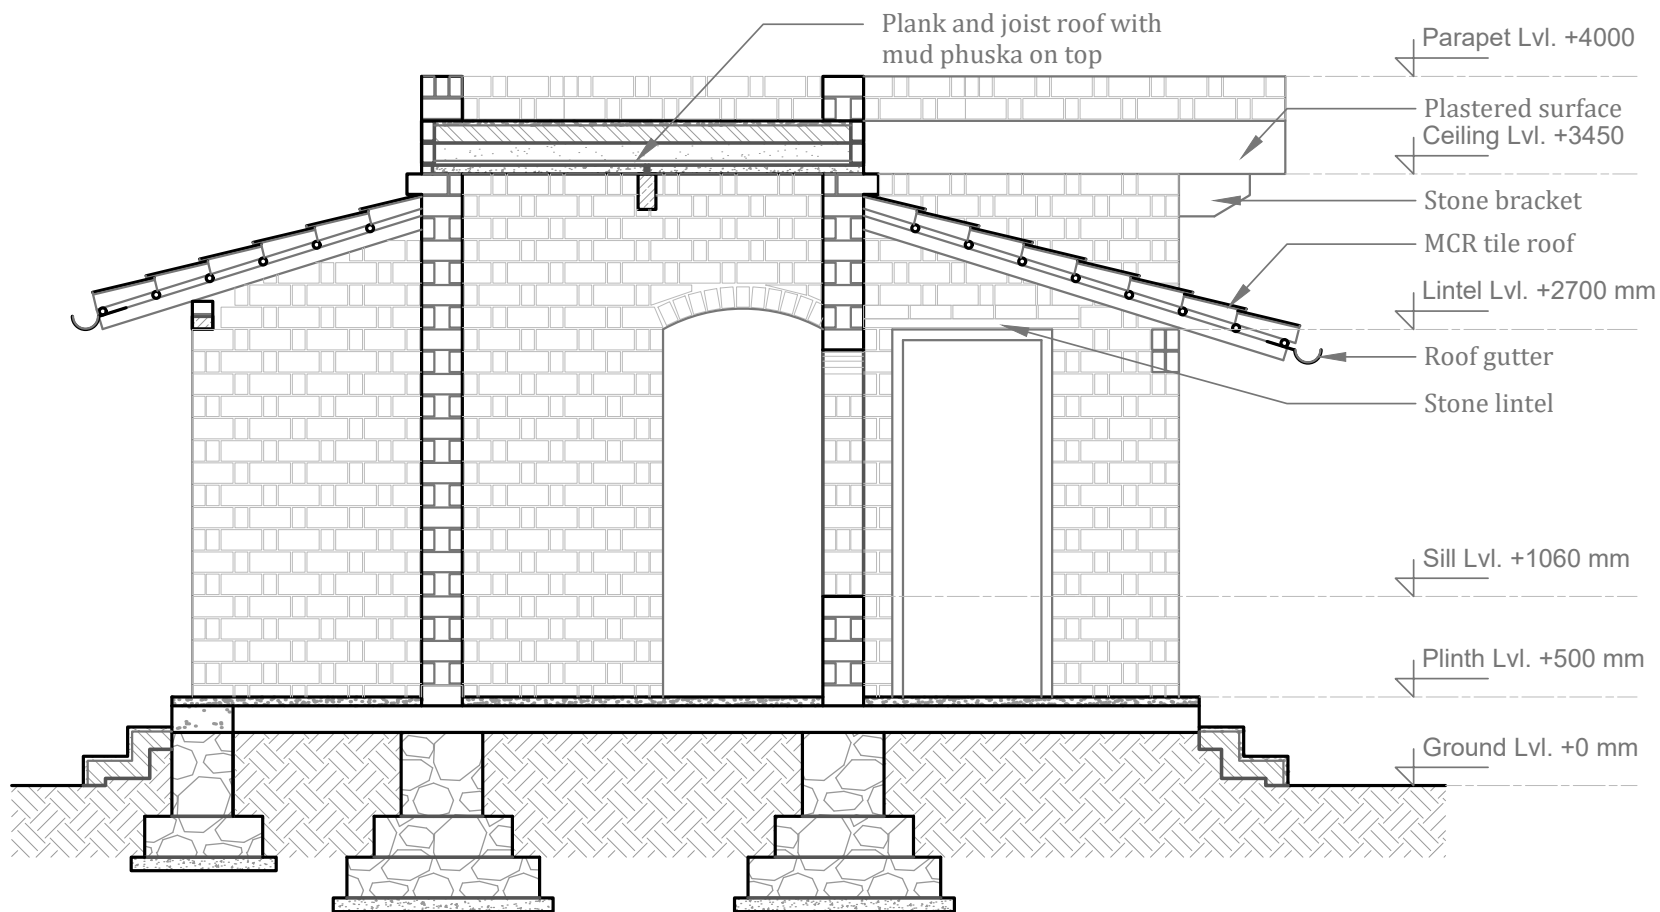 Plank and joist roof with
mud phuska on top
Parapet Lvl. +4000
Plastered surface
Ceiling Lvl. +3450
Stone bracket
MCR tile roof
Lintel Lvl. +2700 mm
Roof gutter
Stone lintel
Sill Lvl. +1060 mm
Plinth Lvl. +500 mm
Ground Lvl. +0 mm